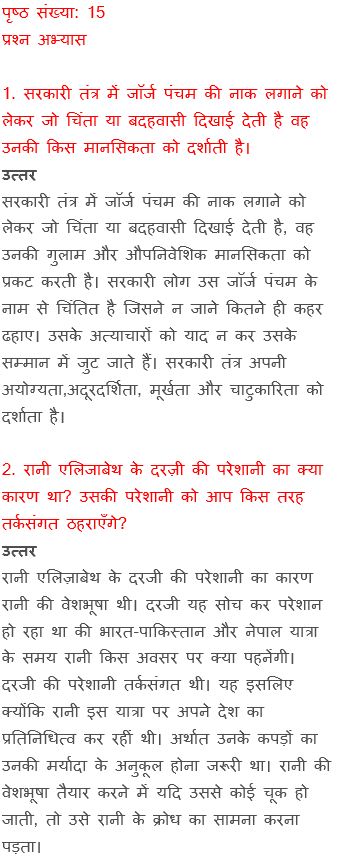 पृष्ठ संख्या: 15
प्रश्न अभ्यास
1. सरकारी तंत्र में जॉर्ज पंचम की नाक लगाने को
लेकर जो चिंता या बदहवासी दिखाई देती है वह
उनकी किस मानसिकता को दर्शाती है।
उत्तर
सरकारी तंत्र में जॉर्ज पंचम की नाक लगाने को
लेकर जो चिंता या बदहवासी दिखाई देती है, वह
उनकी गुलाम और औपनिवेशिक मानसिकता को
प्रकट करती है। सरकारी लोग उस जॉर्ज पंचम के
नाम से चिंतित है जिसने न जाने कितने ही कहर
ढहाए। उसके अत्याचारों को याद न कर उसके
सम्मान में जुट जाते हैं। सरकारी तंत्र अपनी
अयोग्यता,अदूरदर्शिता, मूर्खता और चाटुकारिता को
दर्शाता है।
2. रानी एलिजाबेथ के दरज़ी की परेशानी का क्या
कारण था? उसकी परेशानी को आप किस तरह
तर्कसंगत ठहराएँगे?
उत्तर
रानी एलिज़ाबेथ के दरजी की परेशानी का कारण
रानी की वेशभूषा थी। दरजी यह सोच कर परेशान
हो रहा था की भारत-पाकिस्तान और नेपाल यात्रा
के समय रानी किस अवसर पर क्या पहनेंगी।
दरजी की परेशानी तर्कसंगत थी। यह इसलिए
क्योंकि रानी इस यात्रा पर अपने देश का
प्रतिनिधित्व कर रहीं थी। अर्थात उनके कपड़ों का
उनकी मर्यादा के अनुकूल होना जरूरी था। रानी की
वेशभूषा तैयार करने में यदि उससे कोई चूक हो
जाती, तो उसे रानी के क्रोध का सामना करना
पड़ता।